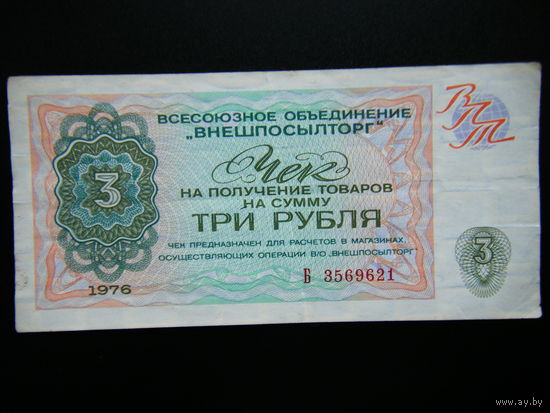 ВСЕСОЮЗНОЕ ОБЪЕДИНЕНИЕ
„ВНЕШПОСЫЛТОРГ“
ВПТ
Чек
НА ПОЛУЧЕНИЕ ТОВАРОВ
НА СУММУ
3
ТРИ РУБЛЯ
ЧЕК ПРЕДНАЗНАЧЕН ДЛЯ РАСЧЕТОВ В МАГАЗИНАХ,
ОСУЩЕСТВЛЯЮЩИХ ОПЕРАЦИИ В/О „ВНЕШПОСЫЛТОРГ“
3
1976
Б 3569621
www.ay.by